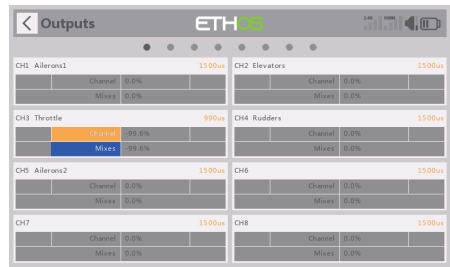 Outputs
ETHOS
2.4G
CH1 Ailerons1 1500us
Channel 0.0%
Mixes 0.0%
CH2 Elevators 1500us
Channel 0.0%
Mixes 0.0%
CH3 Throttle 990us
Channel -99.6%
Mixes -99.6%
CH4 Rudders 1500us
Channel 0.0%
Mixes 0.0%
CH5 Ailerons2 1500us
Channel 0.0%
Mixes 0.0%
CH6 1500us
Channel 0.0%
Mixes 0.0%
CH7 1500us
Channel 0.0%
Mixes 0.0%
CH8 1500us
Channel 0.0%
Mixes 0.0%